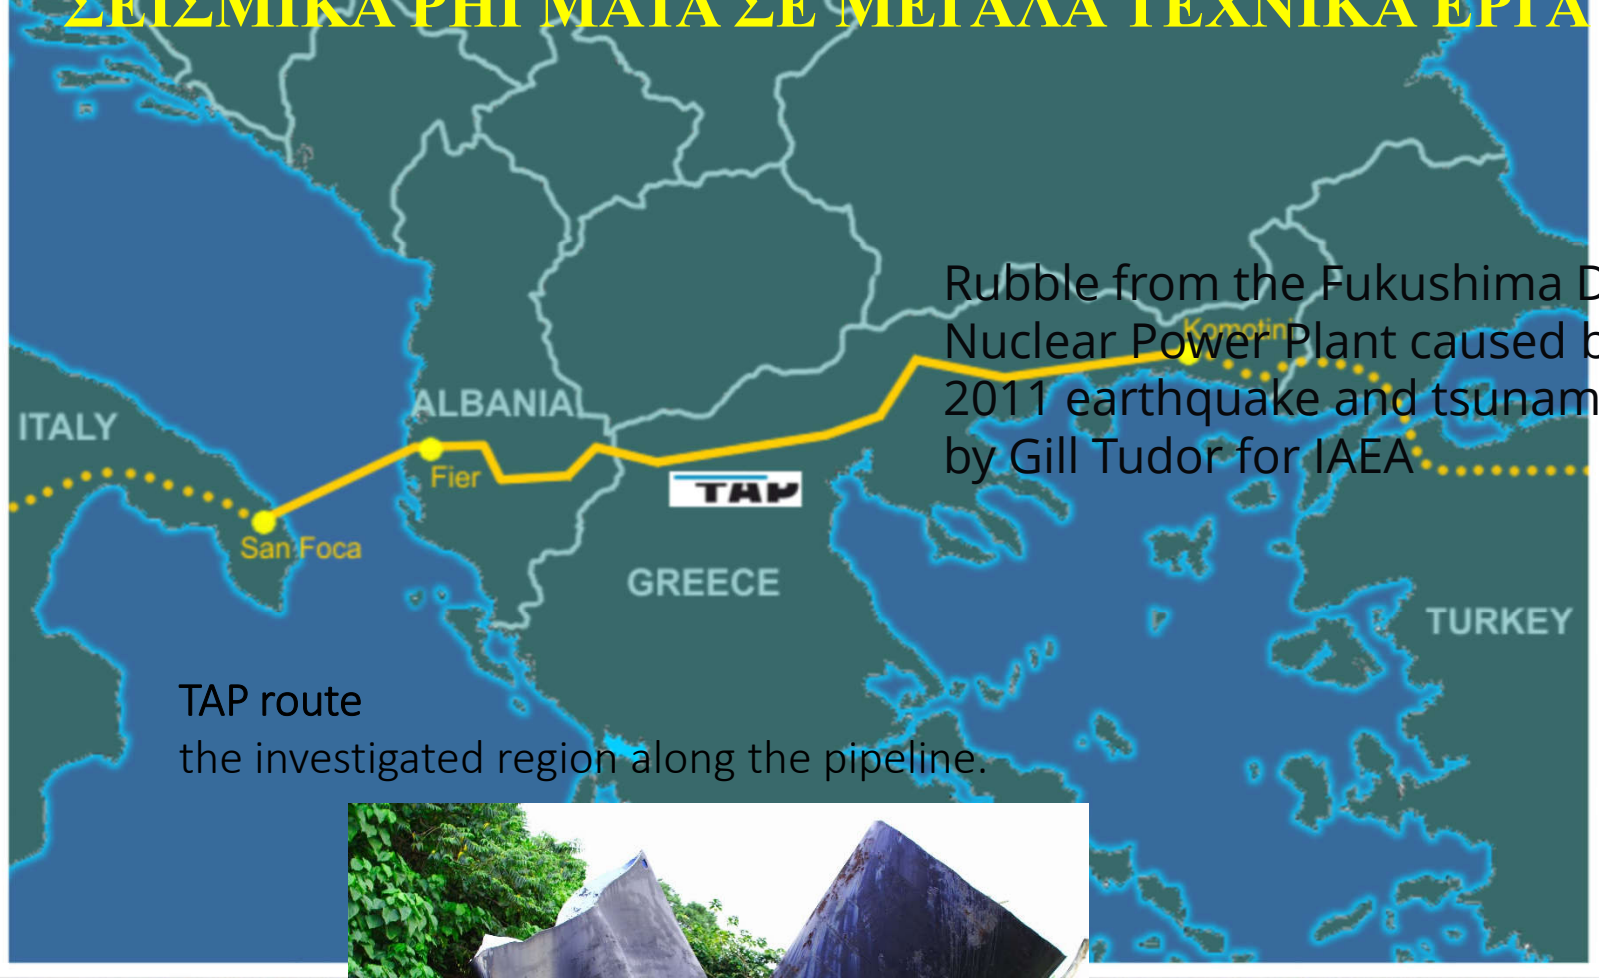 ΣΕΙΣΜΙΚΑ ΡΗΓΜΑΤΑ ΣΕ ΜΕΓΑΛΑ ΤΕΧΝΙΚΑ ΕΡΓΑ
Rubble from the Fukushima D
Nuclear Power Plant caused b
2011 earthquake and tsunam
by Gill Tudor for IAEA
Komotini
ALBANIA
ITALY
Fier
TAP
San Foca
GREECE
TURKEY
TAP route
the investigated region along the pipeline.